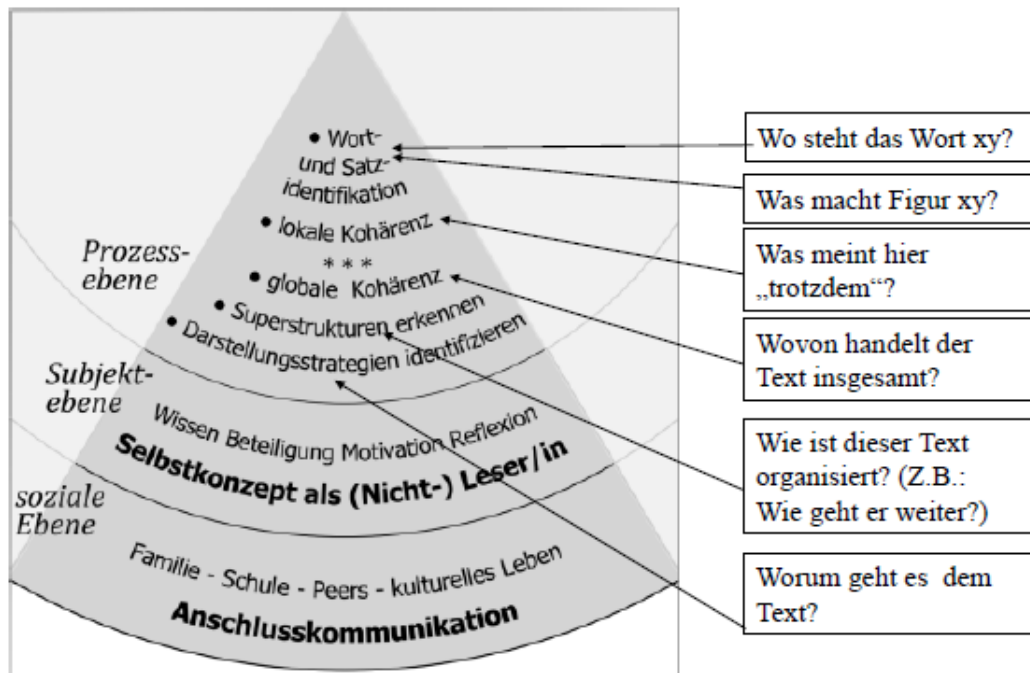 • Wort-
und Satz-
identifikation
• lokale Kohärenz
* * *
• globale Kohärenz
• Superstrukturen erkennen
• Darstellungsstrategien identifizieren
Prozess-
ebene
Wissen Beteiligung Motivation Reflexion
Selbstkonzept als (Nicht-) Leser/in
Subjekt-
ebene
Familie - Schule - Peers - kulturelles Leben
Anschlusskommunikation
soziale
Ebene
Wo steht das Wort xy?
Was macht Figur xy?
Was meint hier
„trotzdem“?
Wovon handelt der
Text insgesamt?
Wie ist dieser Text
organisiert? (Z.B.:
Wie geht er weiter?)
Worum geht es dem
Text?